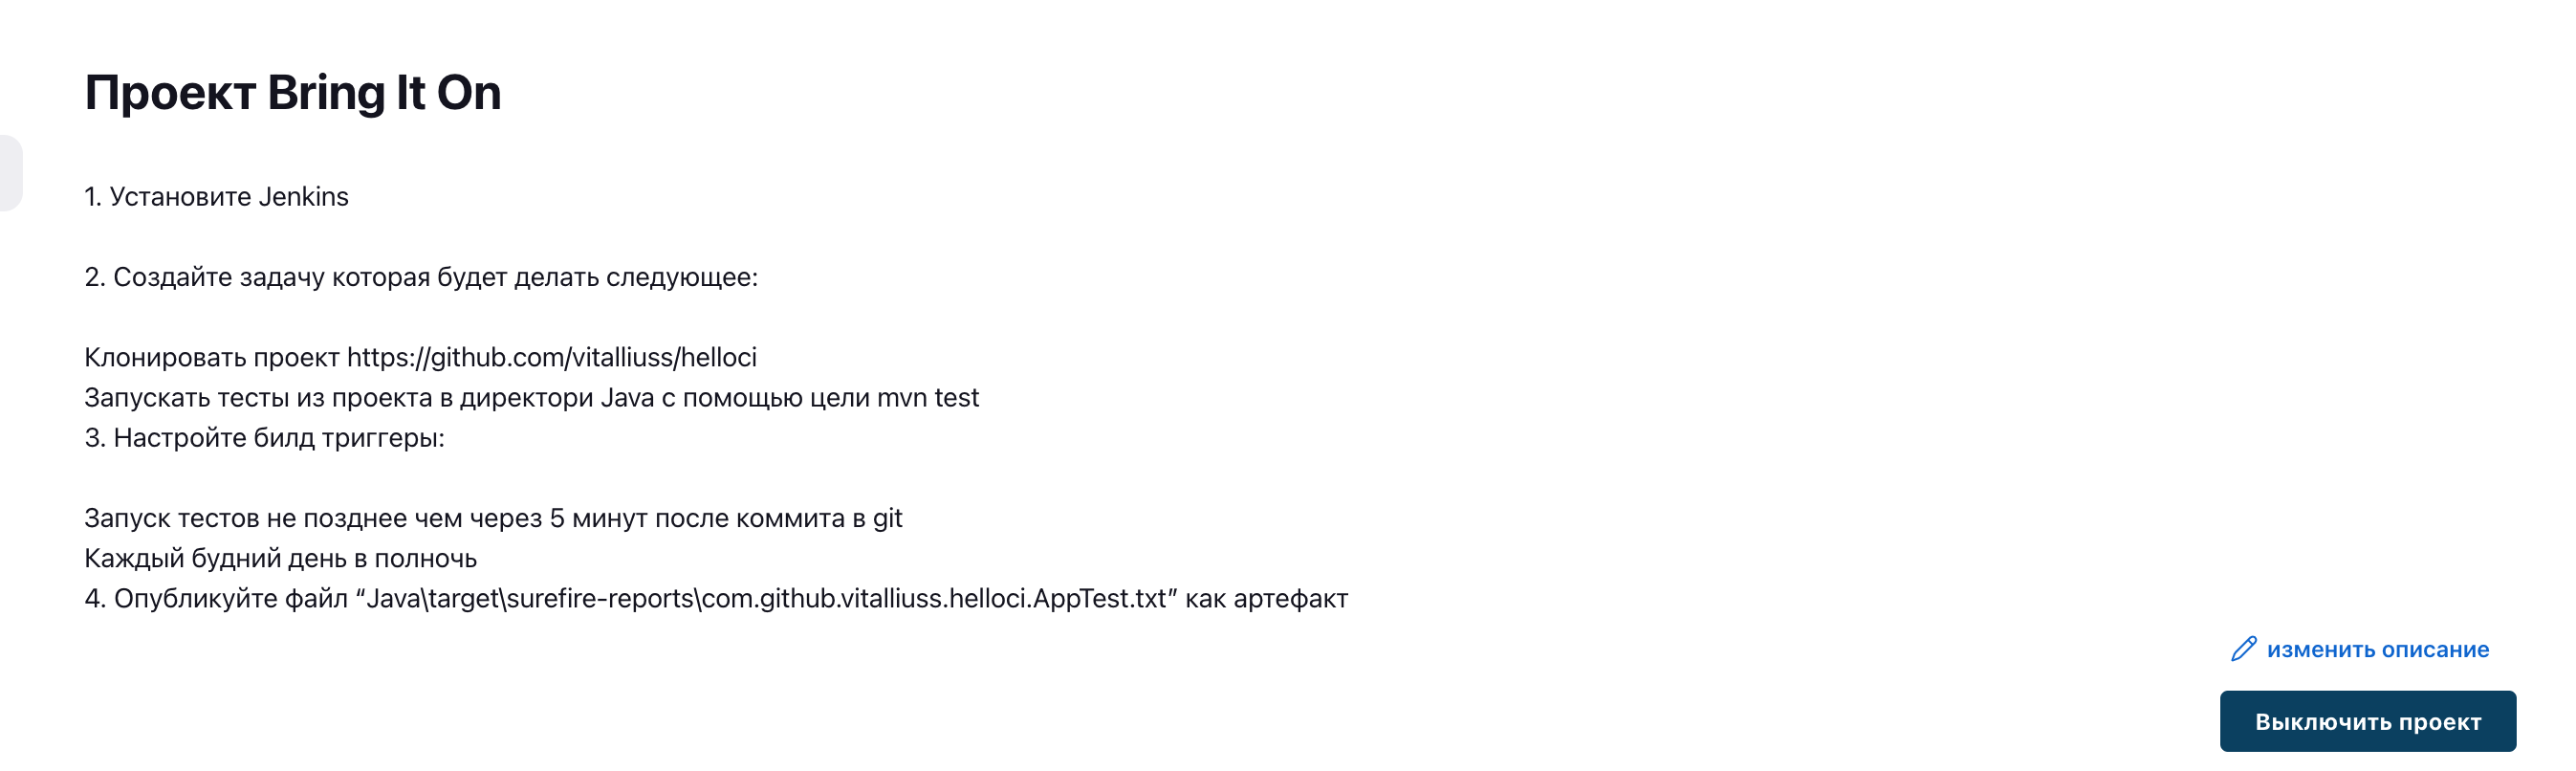 Проект Bring It On
1. Установите Jenkins
2. Создайте задачу которая будет делать следующее:
Клонировать проект https://github.com/vitalliuss/helloci
Запускать тесты из проекта в директори Java с помощью цели mvn test
3. Настройте билд триггеры:
Запуск тестов не позднее чем через 5 минут после коммита в git
Каждый будний день в полночь
4. Опубликуйте файл “Java\target\surefire-reports\com.github.vitalliuss.helloci.AppTest.txt” как артефакт
изменить описание
Выключить проект